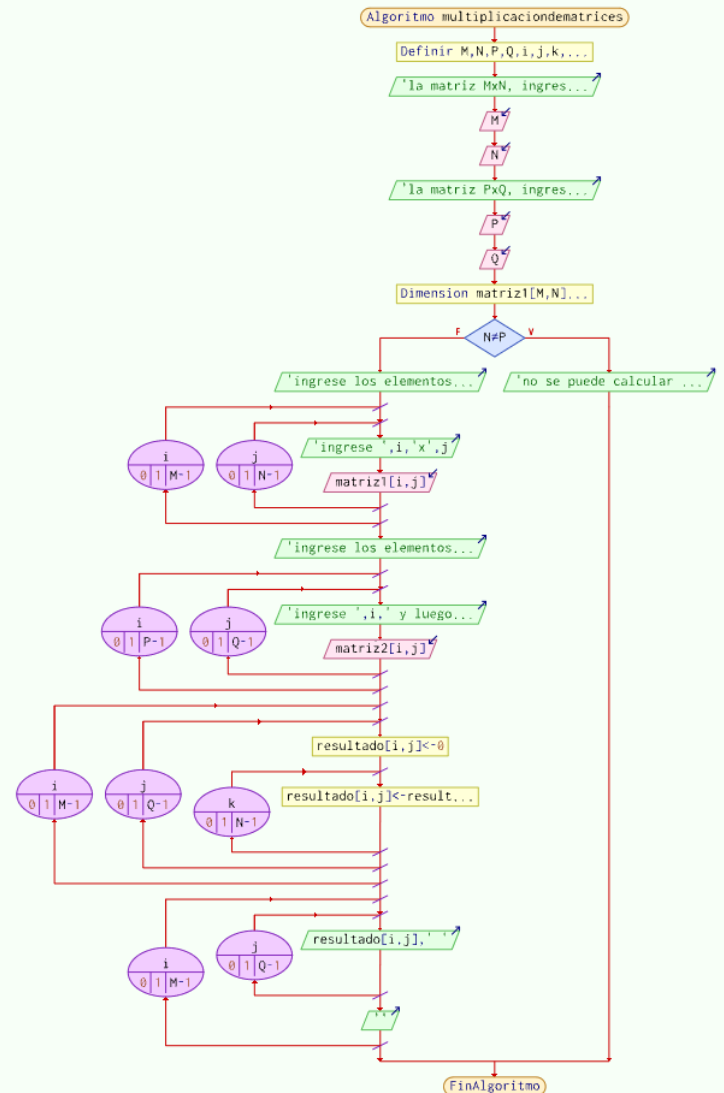 Algoritmo multiplicaciondematrices
Definir M,N,P,Q,i,j,k,...
'la matriz MxN, ingres...
M
N
'la matriz PxQ, ingres...
P
Q
Dimension matriz1[M,N]...
F
N≠P
V
'ingrese los elementos...
'no se puede calcular ...
i
0 1 M-1
j
0 1 N-1
'ingrese ',i,'x',j
matriz1[i,j]
'ingrese los elementos...
i
0 1 P-1
j
0 1 Q-1
'ingrese ',i,' y luego...
matriz2[i,j]
i
0 1 M-1
j
0 1 Q-1
resultado[i,j]<-0
k
0 1 N-1
resultado[i,j]<-result...
i
0 1 M-1
j
0 1 Q-1
resultado[i,j],' '
''
FinAlgoritmo